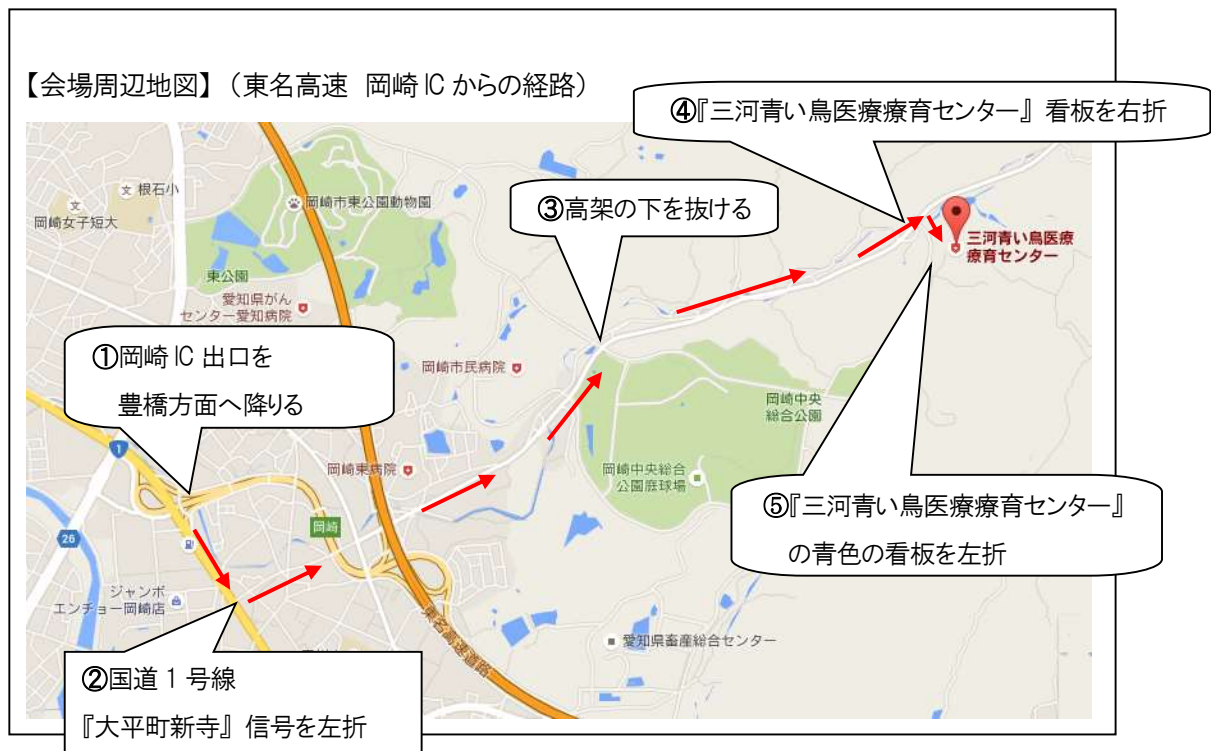 【会場周辺地図】（東名高速　岡崎 IC からの経路）
④『三河青い鳥医療療育センター』 看板を右折
③高架の下を抜ける
根石小
岡崎女子短大
岡崎市東公園動物園
三河青い鳥医療
療育センター
東公園
愛知県がん
センター愛知病院
①岡崎 IC 出口を
豊橋方面へ降りる
岡崎市民病院
岡崎中央
総合公園
1
岡崎東病院
岡崎中央総合
公園庭球場
⑤『三河青い鳥医療療育センター』
の青色の看板を左折
岡崎
26
ジャンボ
エンチョー岡崎店
東名高速道路
愛知県畜産総合センター
②国道 1 号線
『大平町新寺』 信号を左折